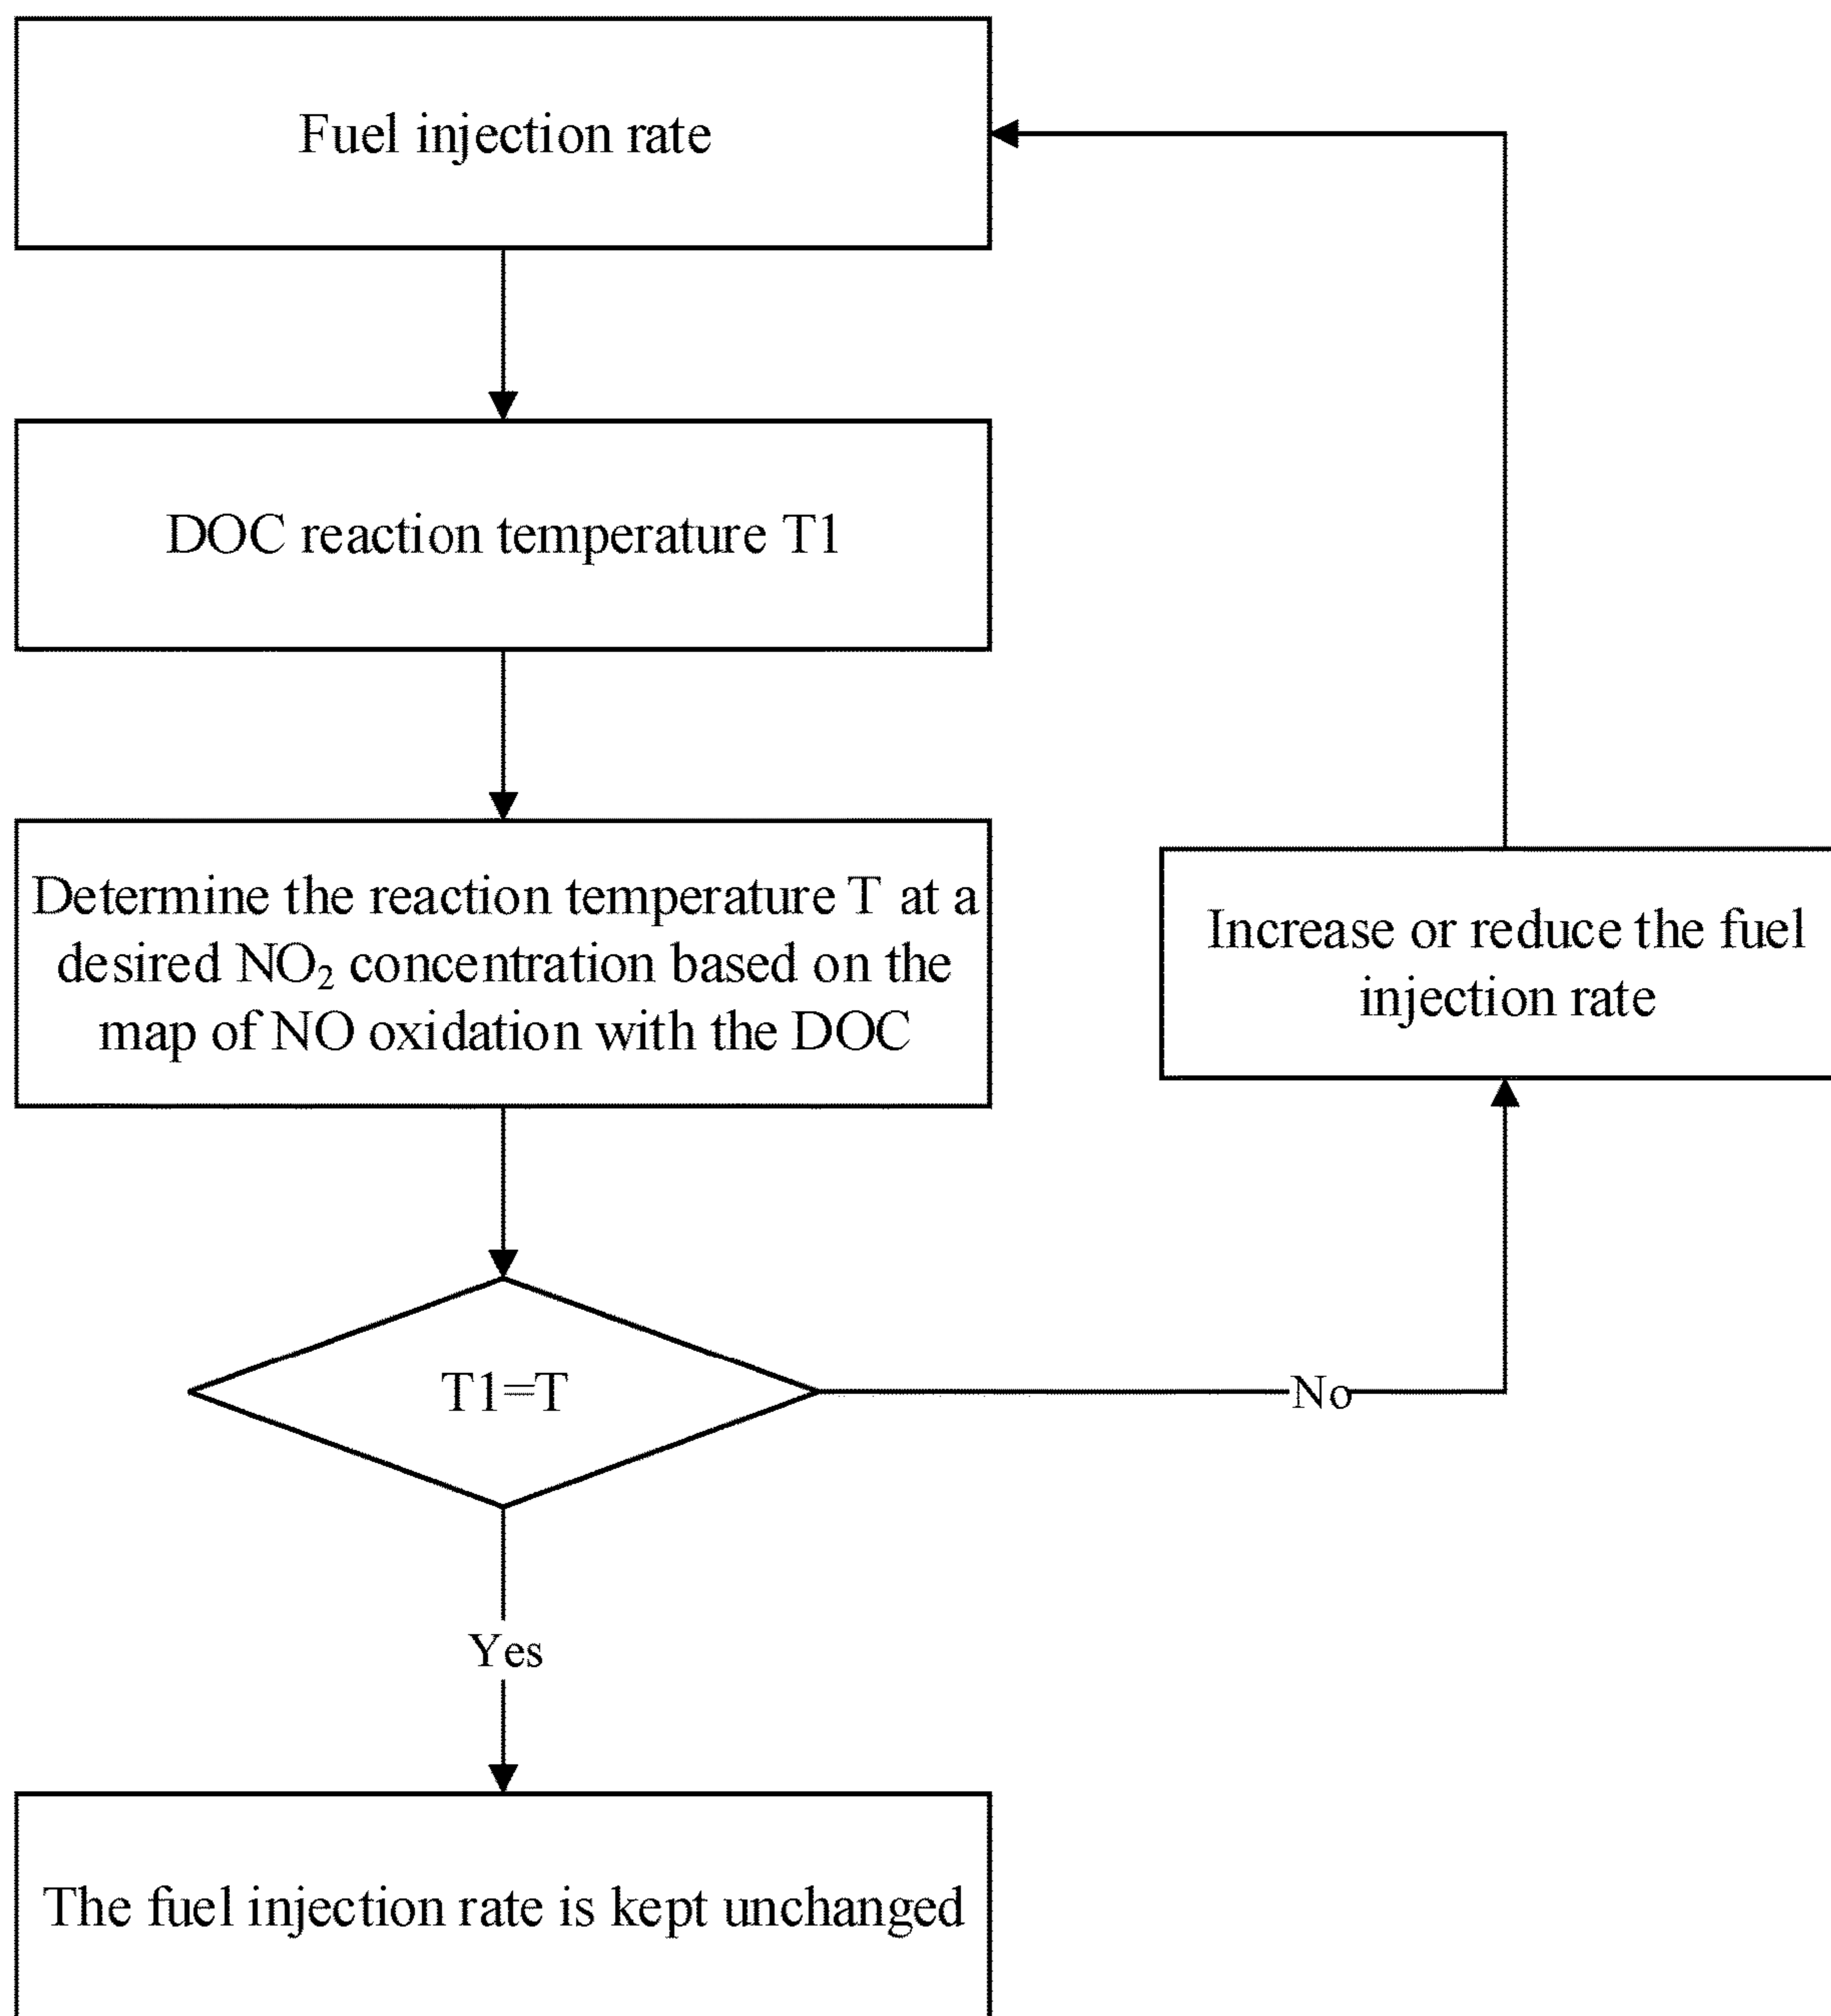 Fuel injection rate
DOC reaction temperature T1
Determine the reaction temperature T at a
desired NO₂ concentration based on the
map of NO oxidation with the DOC
Increase or reduce the fuel
injection rate
T1=T
No
Yes
The fuel injection rate is kept unchanged